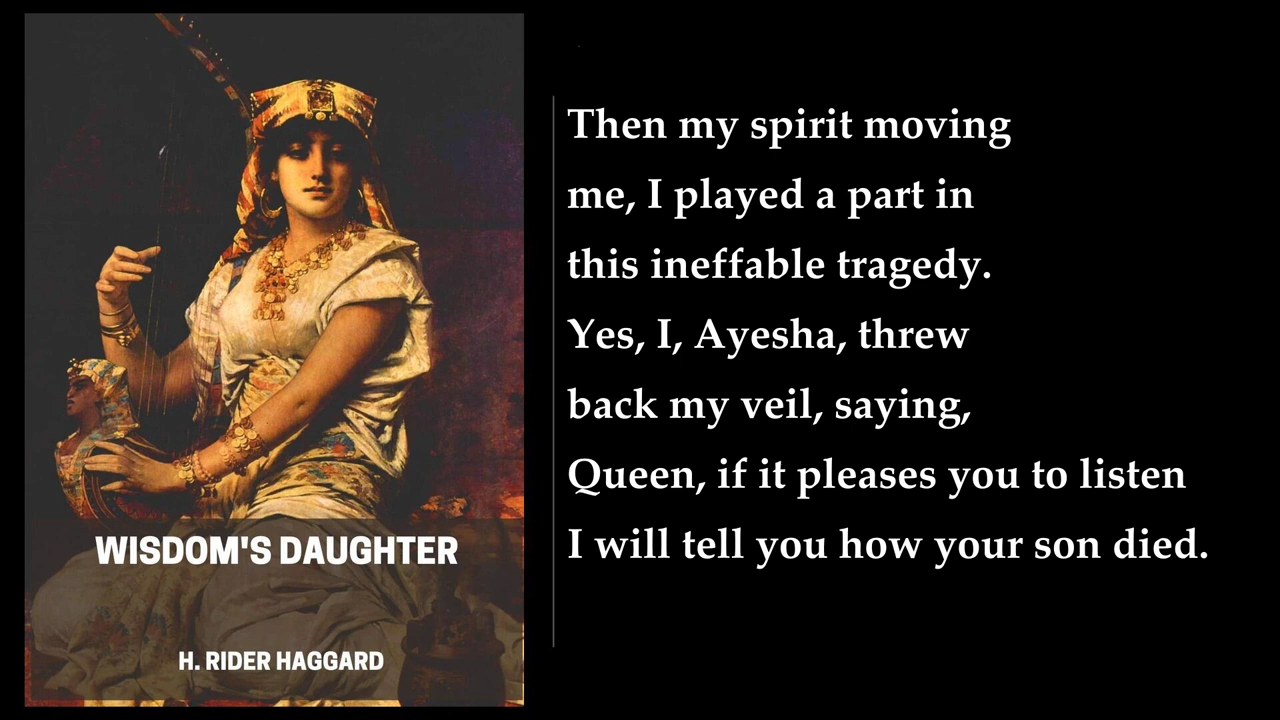 WISDOM'S DAUGHTER
H. RIDER HAGGARD
Then my spirit moving
me, I played a part in
this ineffable tragedy.
Yes, I, Ayesha, threw
back my veil, saying,
Queen, if it pleases you to listen
I will tell you how your son died.